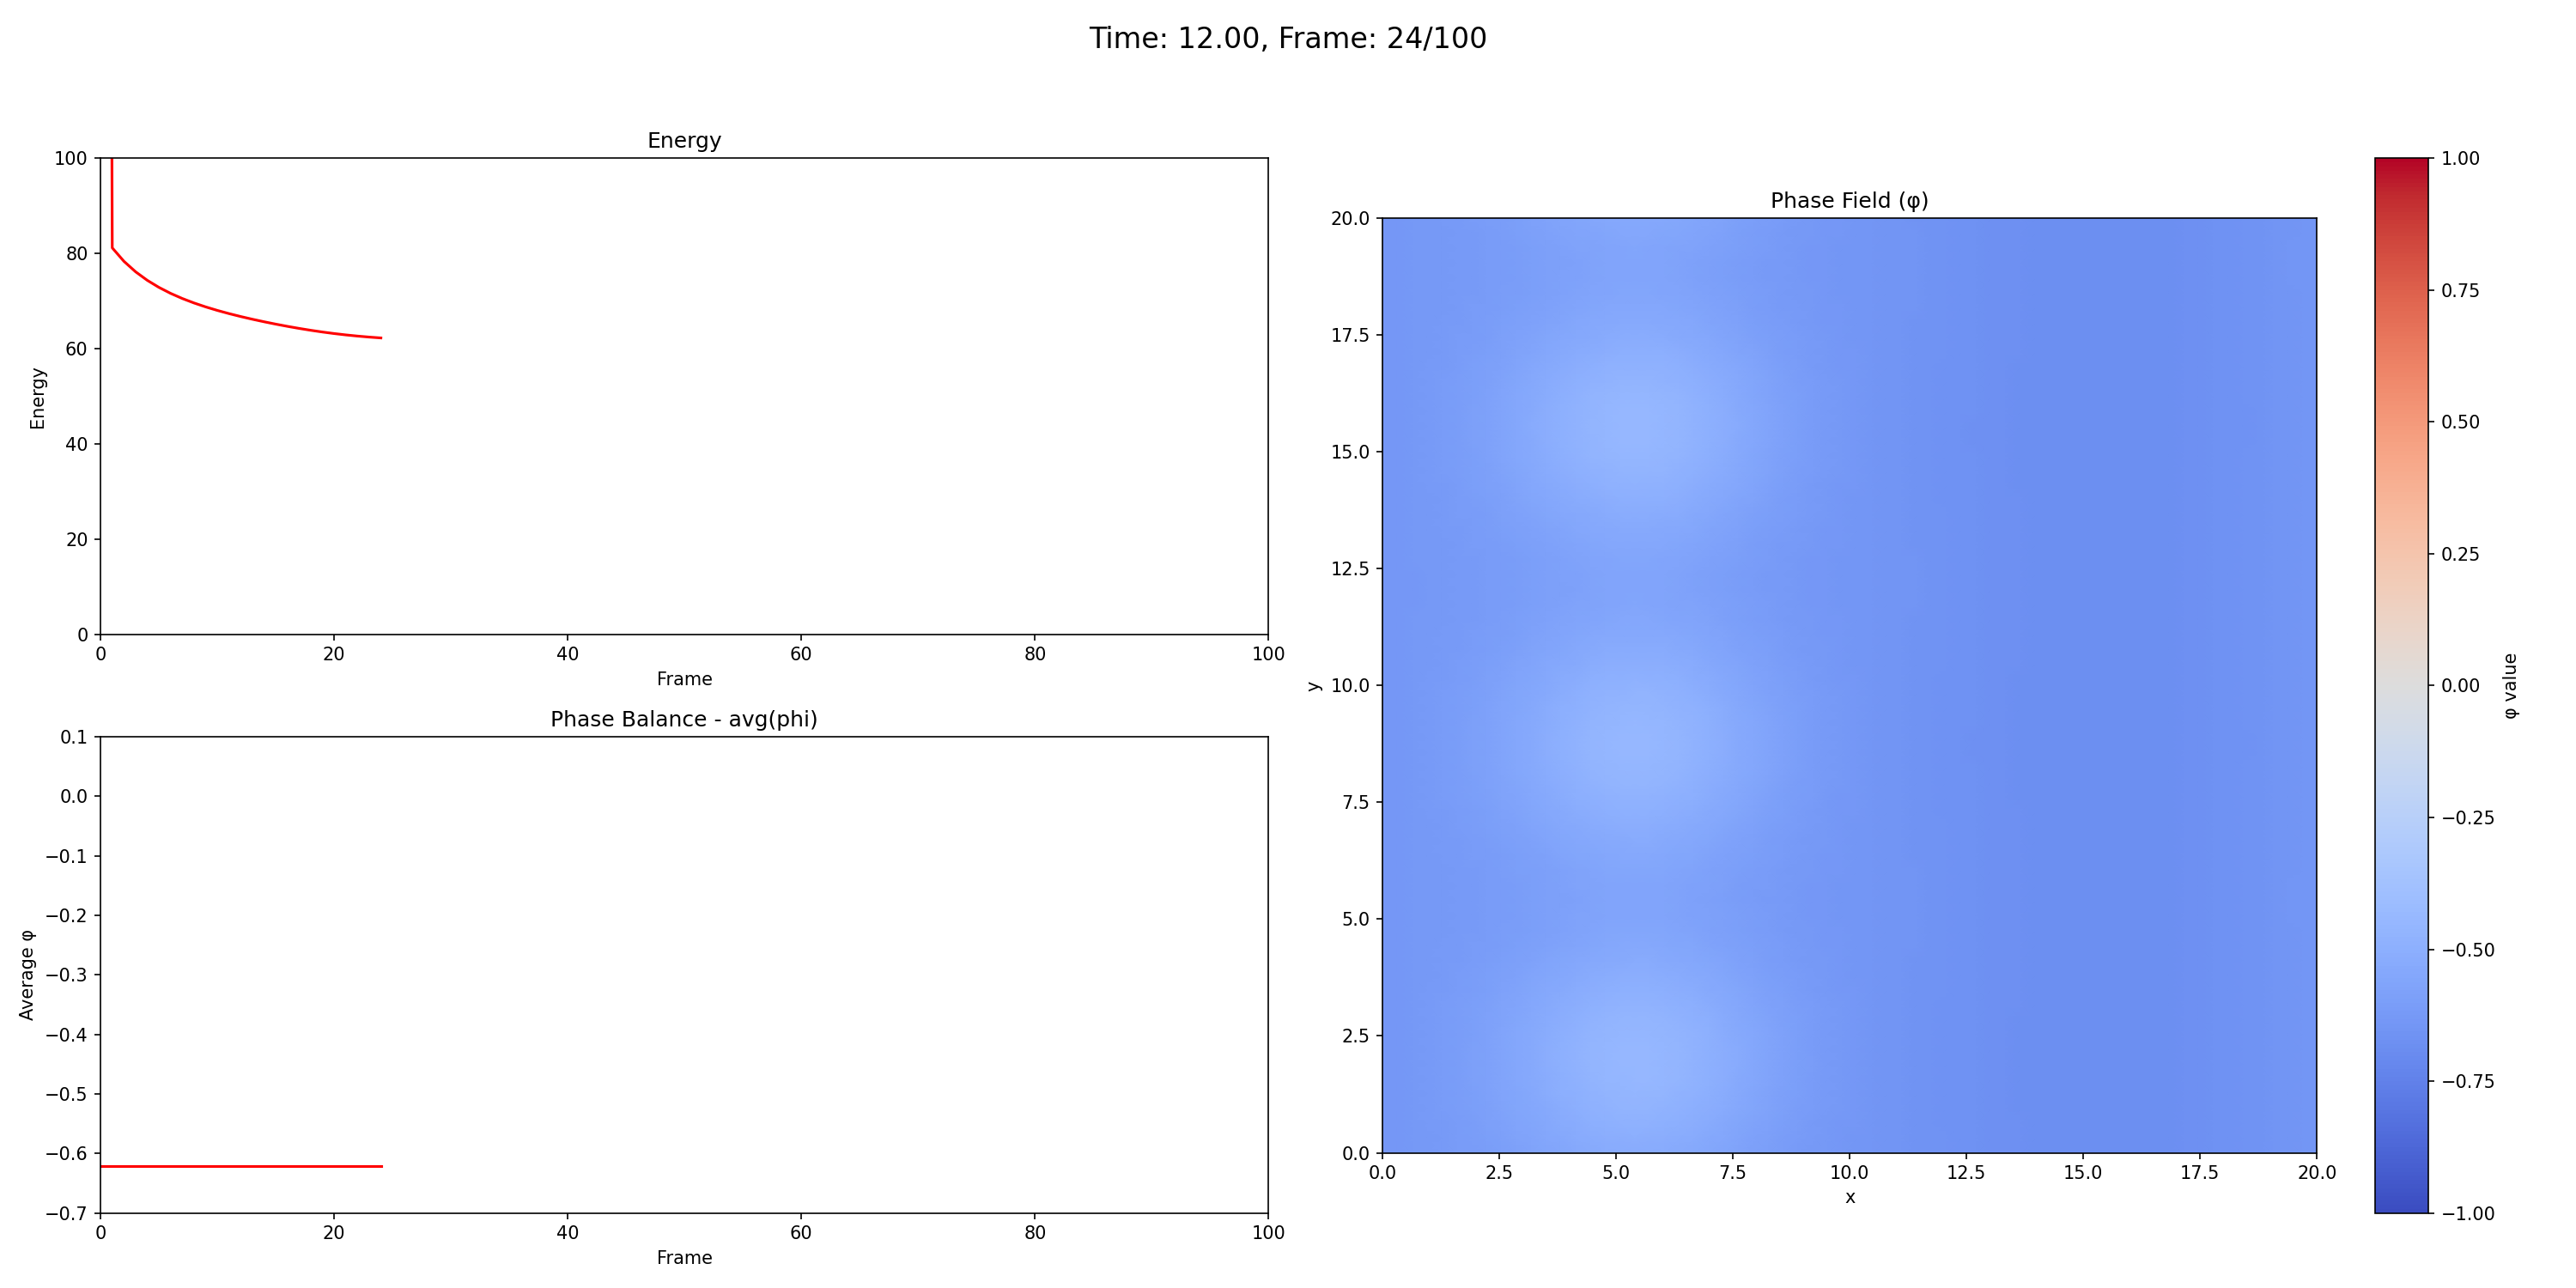 Time: 12.00, Frame: 24/100
Energy
100
80
60
40
20
0
Energy
0 20 40 60 80 100
Frame
Phase Balance - avg(phi)
0.1
0.0
−0.1
−0.2
−0.3
−0.4
−0.5
−0.6
−0.7
Average φ
0 20 40 60 80 100
Frame
Phase Field (φ)
20.0
17.5
15.0
12.5
10.0
7.5
5.0
2.5
0.0
y
0.0 2.5 5.0 7.5 10.0 12.5 15.0 17.5 20.0
x
1.00
0.75
0.50
0.25
0.00
−0.25
−0.50
−0.75
−1.00
φ value